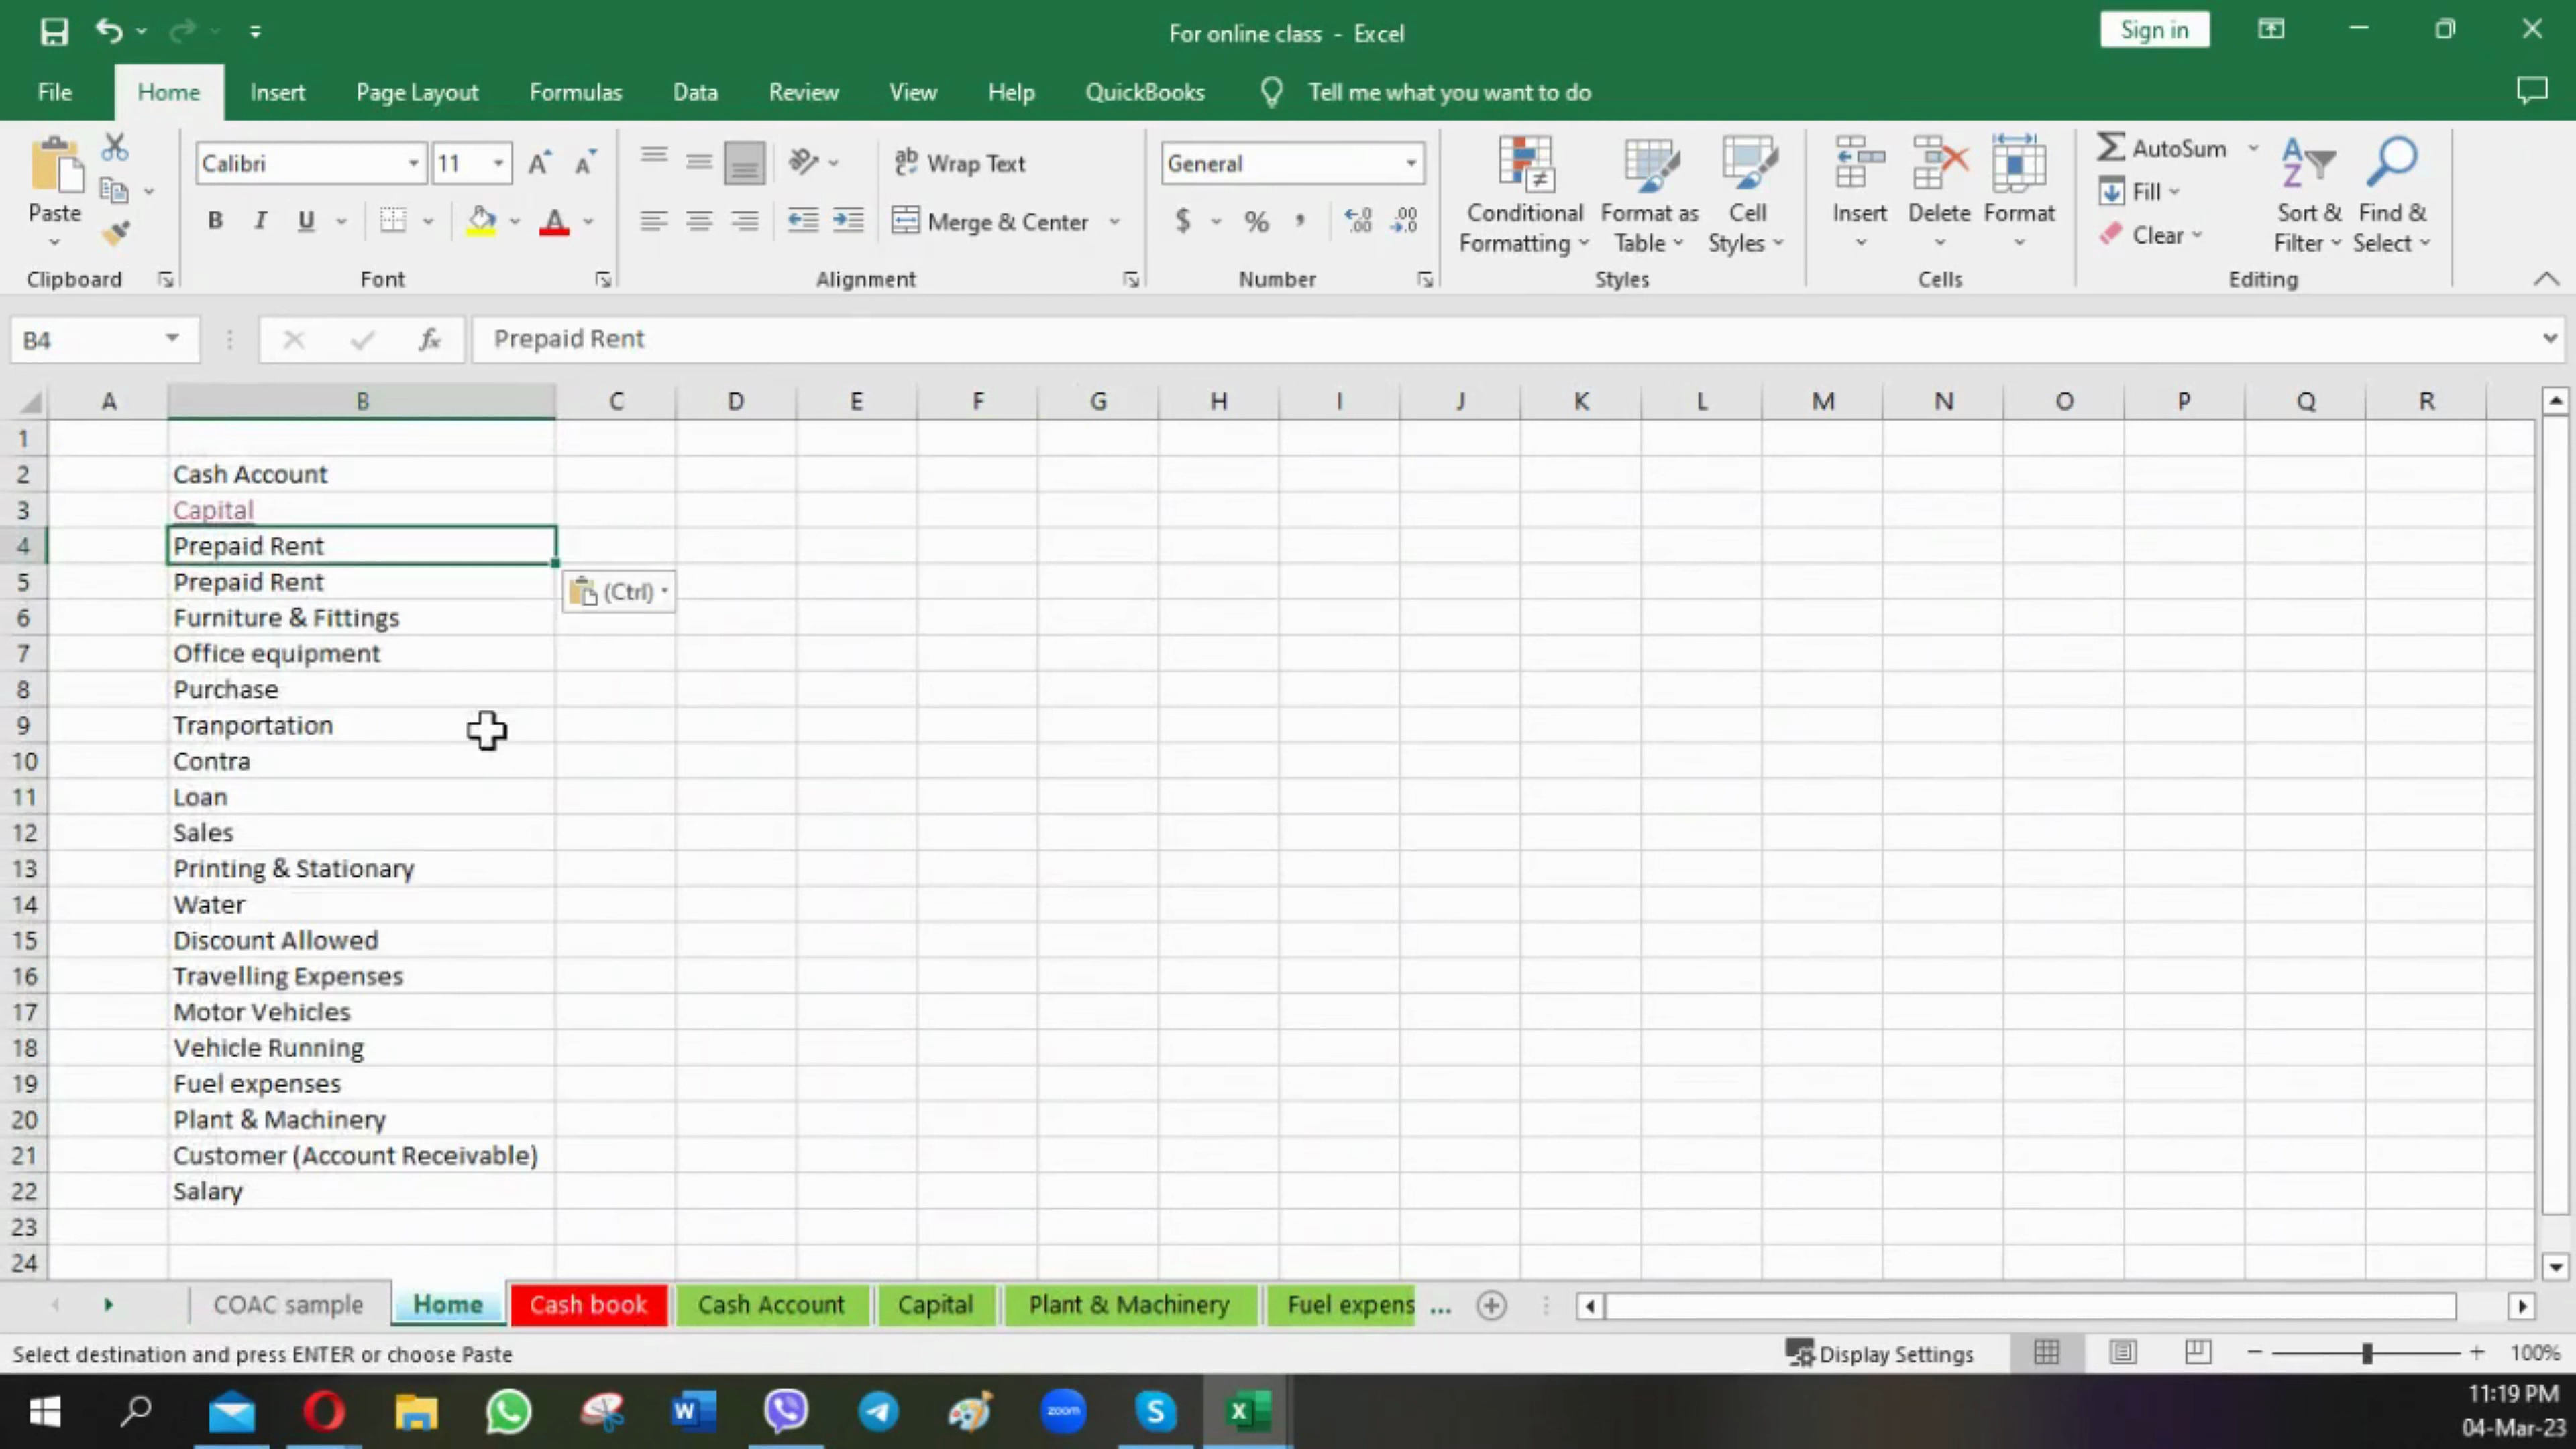 For online class - Excel
Sign in
File Home Insert Page Layout Formulas Data Review View Help QuickBooks Tell me what you want to do
Paste
Clipboard
Calibri 11
A A
B I U A
Font
ab Wrap Text
Merge & Center
Alignment
General
$ % ,
Number
Conditional Formatting
Format as Table
Cell Styles
Styles
Insert Delete Format
Cells
AutoSum
Fill
Clear
Sort & Filter
Find & Select
Editing
B4 fx Prepaid Rent
A B C D E F G H I J K L M N O P Q R
1
2 Cash Account
3 Capital
4 Prepaid Rent
5 Prepaid Rent (Ctrl)
6 Furniture & Fittings
7 Office equipment
8 Purchase
9 Tranportation
10 Contra
11 Loan
12 Sales
13 Printing & Stationary
14 Water
15 Discount Allowed
16 Travelling Expenses
17 Motor Vehicles
18 Vehicle Running
19 Fuel expenses
20 Plant & Machinery
21 Customer (Account Receivable)
22 Salary
23
24
COAC sample Home Cash book Cash Account Capital Plant & Machinery Fuel expens ...
Select destination and press ENTER or choose Paste Display Settings 100%
W zoom S X
11:19 PM
04-Mar-23